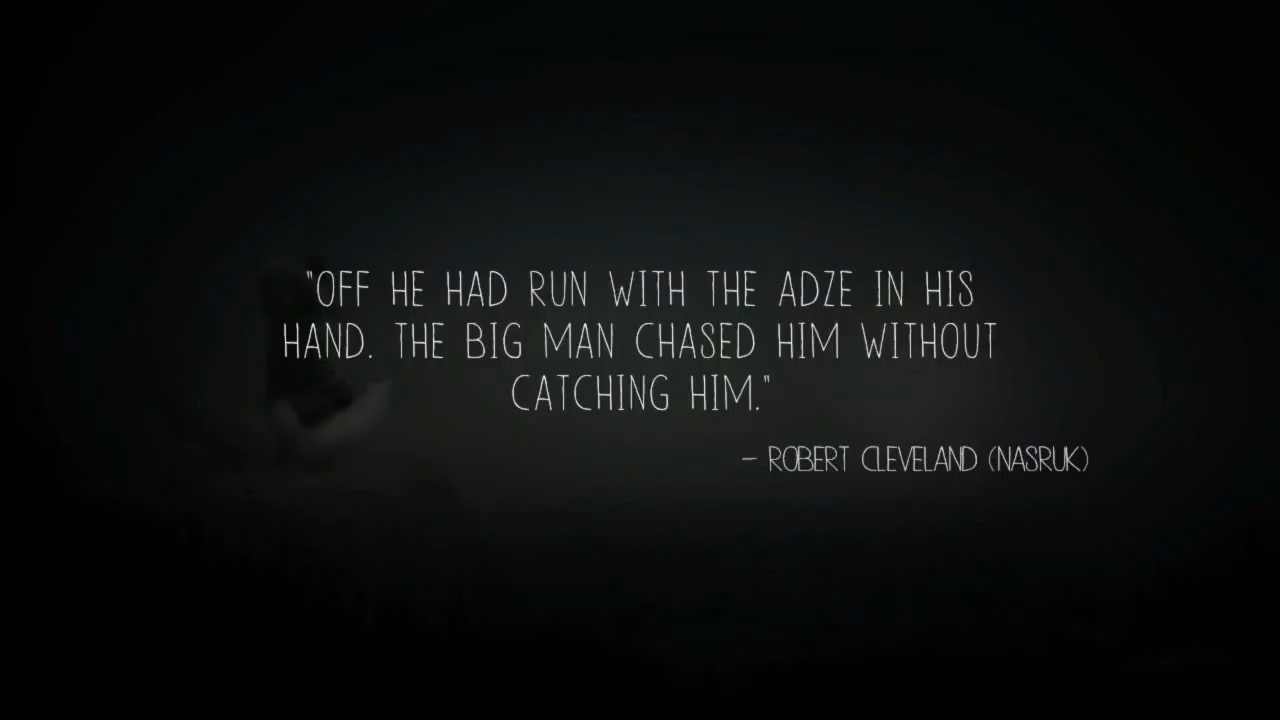 "OFF HE HAD RUN WITH THE ADZE IN HIS
HAND. THE BIG MAN CHASED HIM WITHOUT
CATCHING HIM."
– ROBERT CLEVELAND (NASRUK)